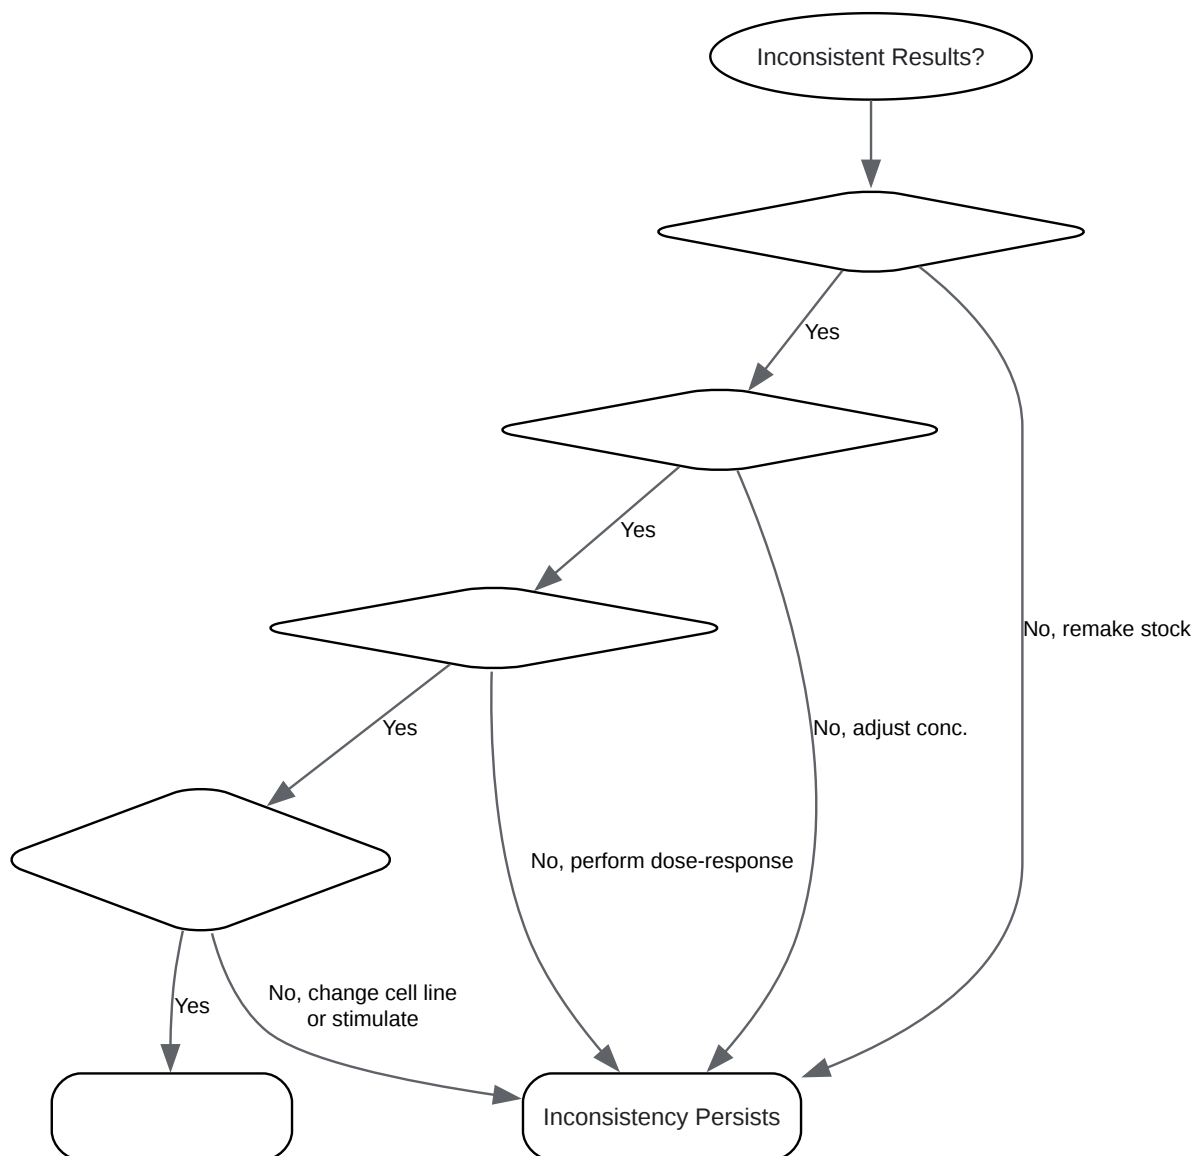 Inconsistent Results?
Yes
Yes
No, remake stock
Yes
No, adjust conc.
No, perform dose-response
No, change cell line
or stimulate
Yes
Inconsistency Persists